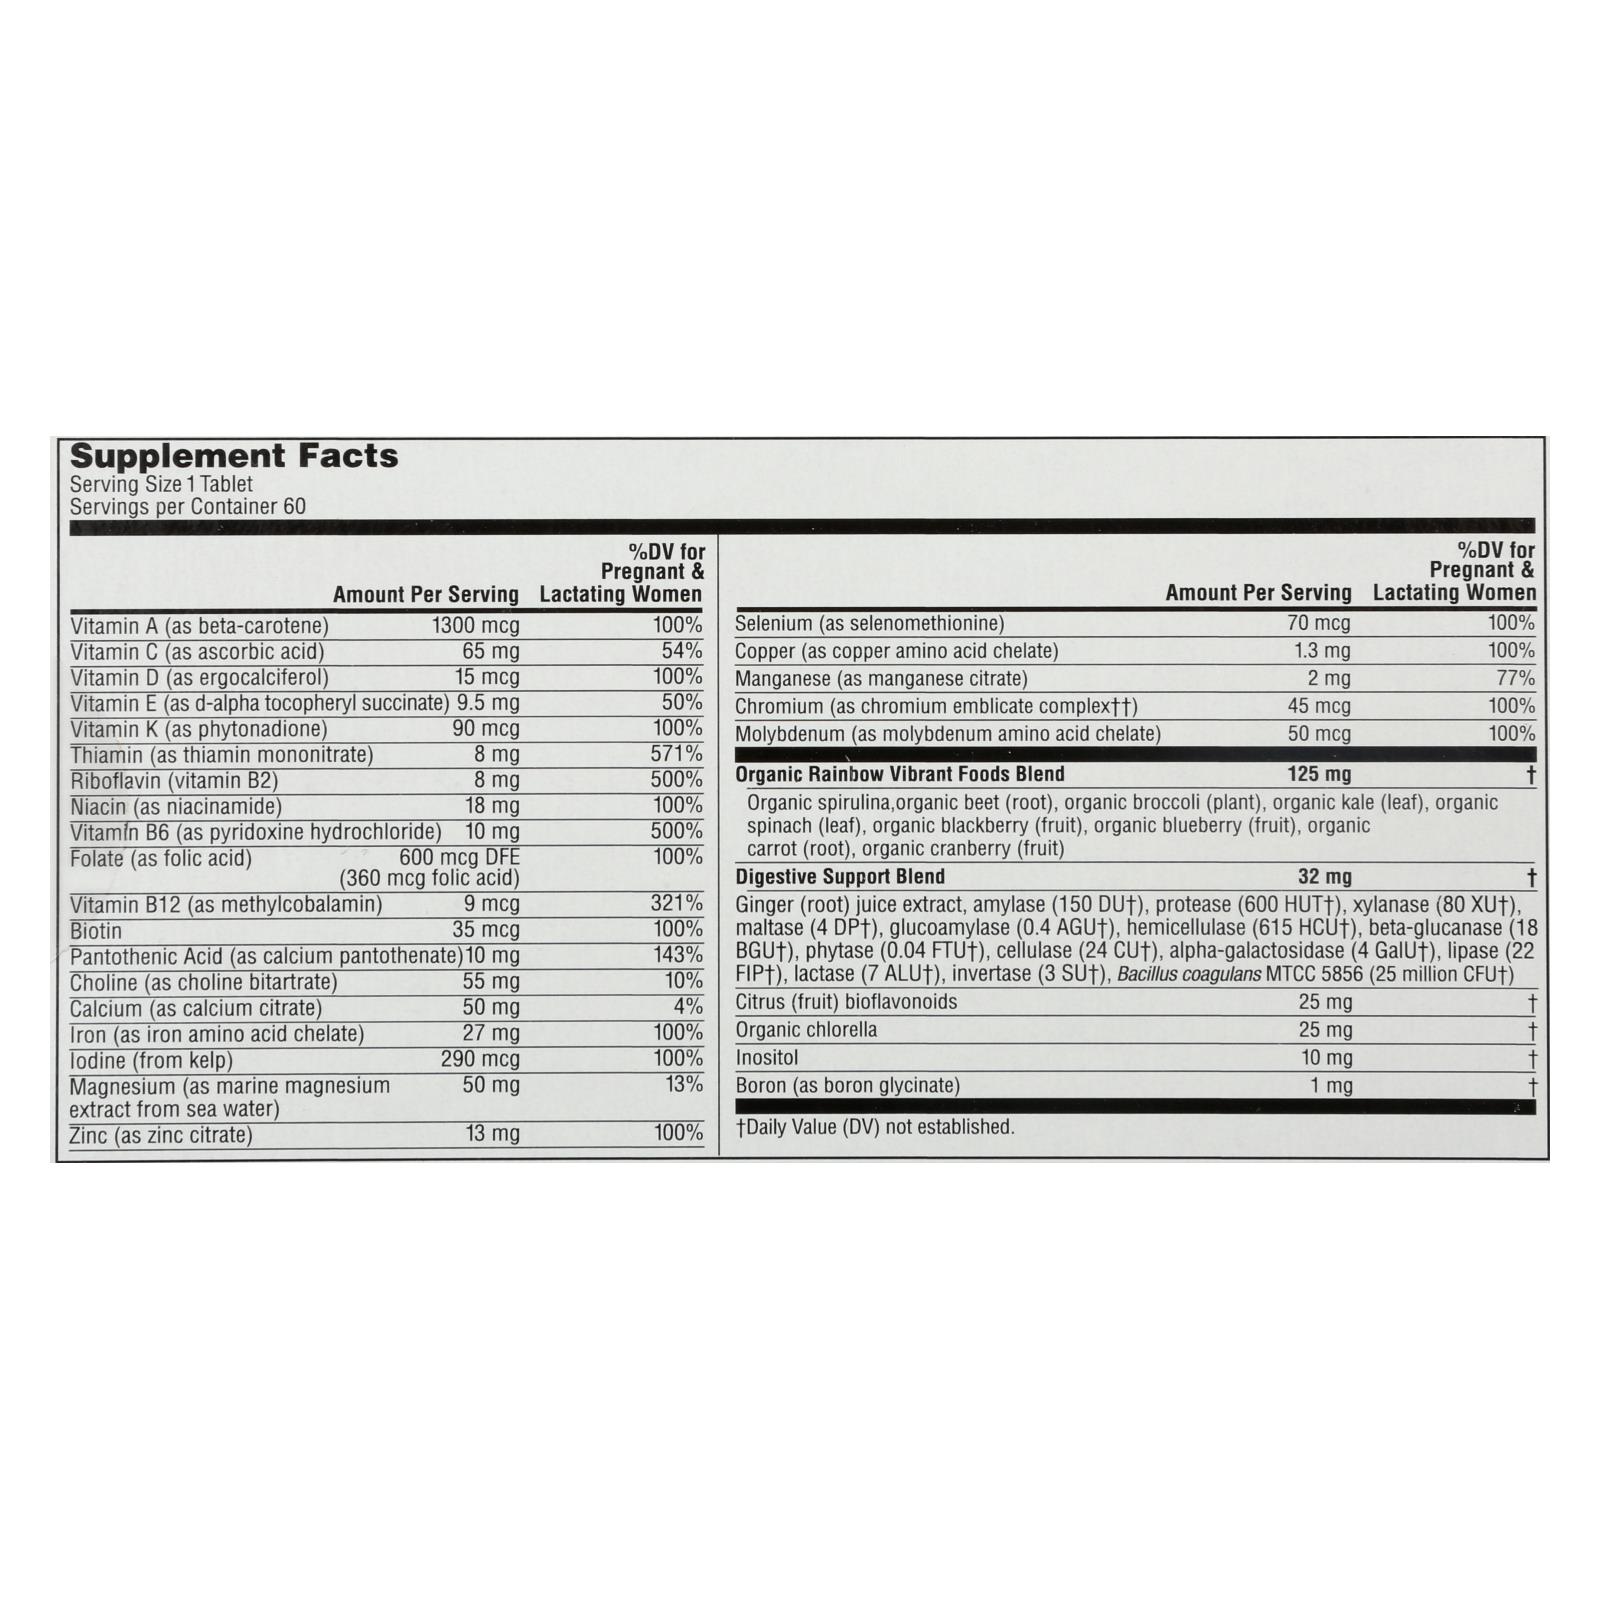 Supplement Facts
Serving Size 1 Tablet
Servings per Container 60
%DV for
Pregnant &
Amount Per Serving Lactating Women
Vitamin A (as beta-carotene) 1300 mcg 100%
Vitamin C (as ascorbic acid) 65 mg 54%
Vitamin D (as ergocalciferol) 15 mcg 100%
Vitamin E (as d-alpha tocopheryl succinate) 9.5 mg 50%
Vitamin K (as phytonadione) 90 mcg 100%
Thiamin (as thiamin mononitrate) 8 mg 571%
Riboflavin (vitamin B2) 8 mg 500%
Niacin (as niacinamide) 18 mg 100%
Vitamin B6 (as pyridoxine hydrochloride) 10 mg 500%
Folate (as folic acid) 600 mcg DFE 100%
(360 mcg folic acid)
Vitamin B12 (as methylcobalamin) 9 mcg 321%
Biotin 35 mcg 100%
Pantothenic Acid (as calcium pantothenate) 10 mg 143%
Choline (as choline bitartrate) 55 mg 10%
Calcium (as calcium citrate) 50 mg 4%
Iron (as iron amino acid chelate) 27 mg 100%
Iodine (from kelp) 290 mcg 100%
Magnesium (as marine magnesium 50 mg 13%
extract from sea water)
Zinc (as zinc citrate) 13 mg 100%
%DV for
Pregnant &
Amount Per Serving Lactating Women
Selenium (as selenomethionine) 70 mcg 100%
Copper (as copper amino acid chelate) 1.3 mg 100%
Manganese (as manganese citrate) 2 mg 77%
Chromium (as chromium emblicate complex††) 45 mcg 100%
Molybdenum (as molybdenum amino acid chelate) 50 mcg 100%
Organic Rainbow Vibrant Foods Blend 125 mg †
Organic spirulina,organic beet (root), organic broccoli (plant), organic kale (leaf), organic
spinach (leaf), organic blackberry (fruit), organic blueberry (fruit), organic
carrot (root), organic cranberry (fruit)
Digestive Support Blend 32 mg †
Ginger (root) juice extract, amylase (150 DU†), protease (600 HUT†), xylanase (80 XU†),
maltase (4 DP†), glucoamylase (0.4 AGU†), hemicellulase (615 HCU†), beta-glucanase (18
BGU†), phytase (0.04 FTU†), cellulase (24 CU†), alpha-galactosidase (4 GalU†), lipase (22
FIP†), lactase (7 ALU†), invertase (3 SU†), Bacillus coagulans MTCC 5856 (25 million CFU†)
Citrus (fruit) bioflavonoids 25 mg †
Organic chlorella 25 mg †
Inositol 10 mg †
Boron (as boron glycinate) 1 mg †
†Daily Value (DV) not established.